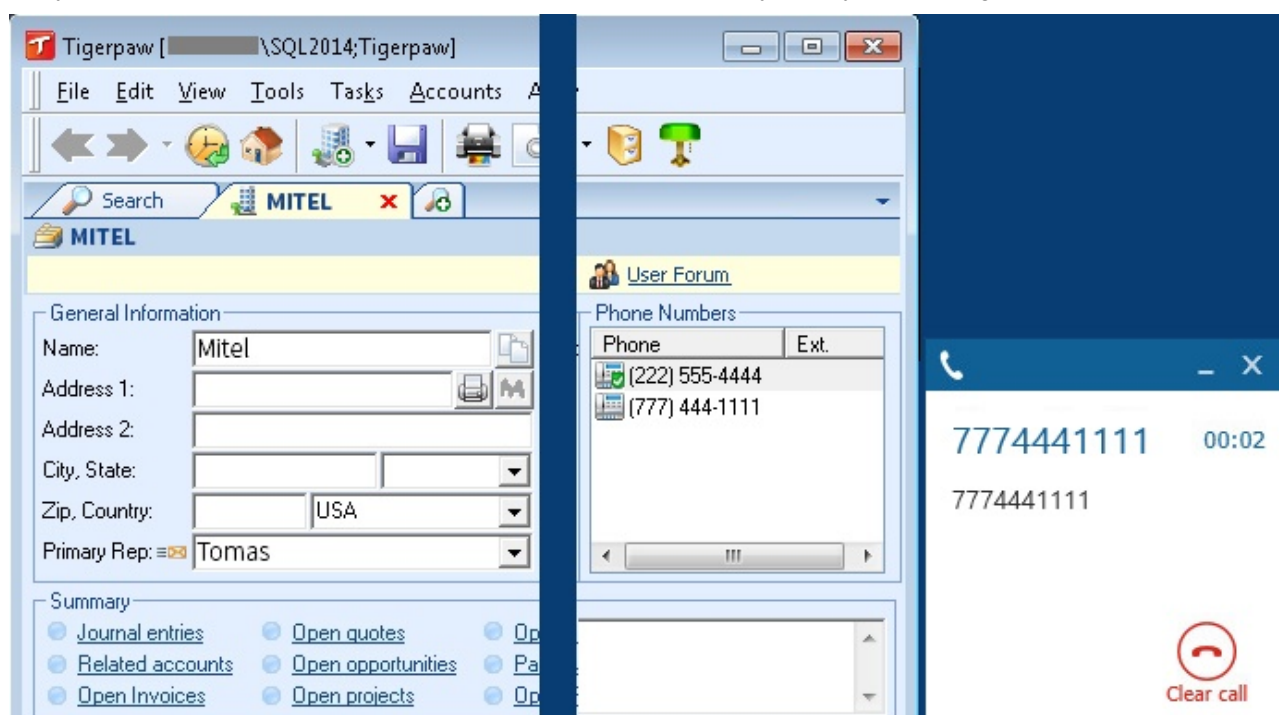 Tigerpaw [ \SQL2014;Tigerpaw]
File Edit View Tools Tasks Accounts
Search MITEL
MITEL
User Forum
General Information
Name: Mitel
Address 1:
Address 2:
City, State:
Zip, Country: USA
Primary Rep: Tomas
Phone Numbers
Phone Ext.
(222) 555-4444
(777) 444-1111
Summary
Journal entries Open quotes Op
Related accounts Open opportunities Pa
Open Invoices Open projects Op
7774441111 00:02
7774441111
Clear call